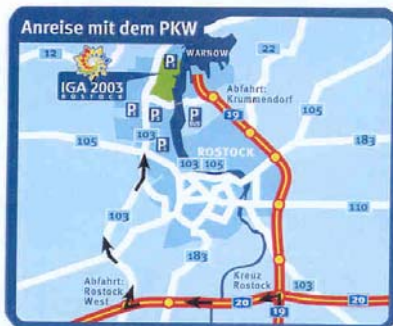 Anreise mit dem PKW
WARNOW
12
22
P
IGA 2003
ROSTOCK
Abfahrt:
Krummendorf
19
105
P
P
P
P
103
105
183
P
ROSTOCK
103 105
110
103
183
Abfahrt:
Rostock
West
Kreuz
Rostock
103
20
20
20
19